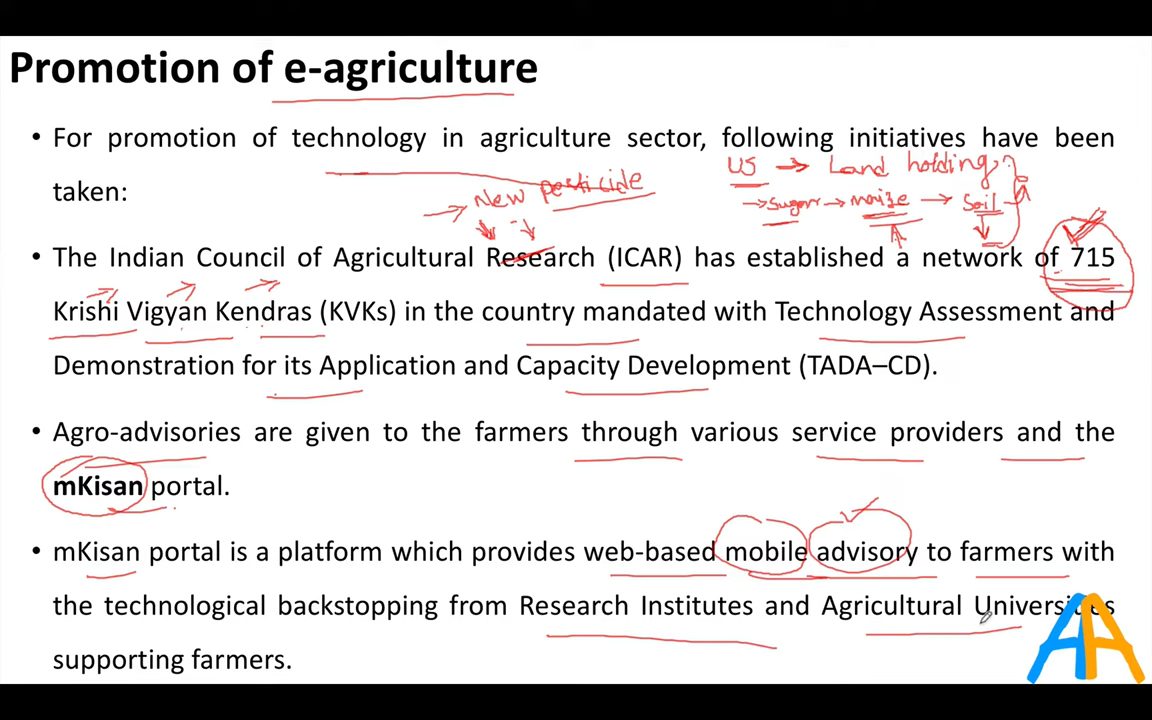 Promotion of e-agriculture
• For promotion of technology in agriculture sector, following initiatives have been
US → Land holding
taken:
→ New pesticide
→ Sugar → maize → Soil
• The Indian Council of Agricultural Research (ICAR) has established a network of 715
Krishi Vigyan Kendras (KVKs) in the country mandated with Technology Assessment and
Demonstration for its Application and Capacity Development (TADA–CD).
• Agro-advisories are given to the farmers through various service providers and the
mKisan portal.
• mKisan portal is a platform which provides web-based mobile advisory to farmers with
the technological backstopping from Research Institutes and Agricultural Universities
supporting farmers.
AA